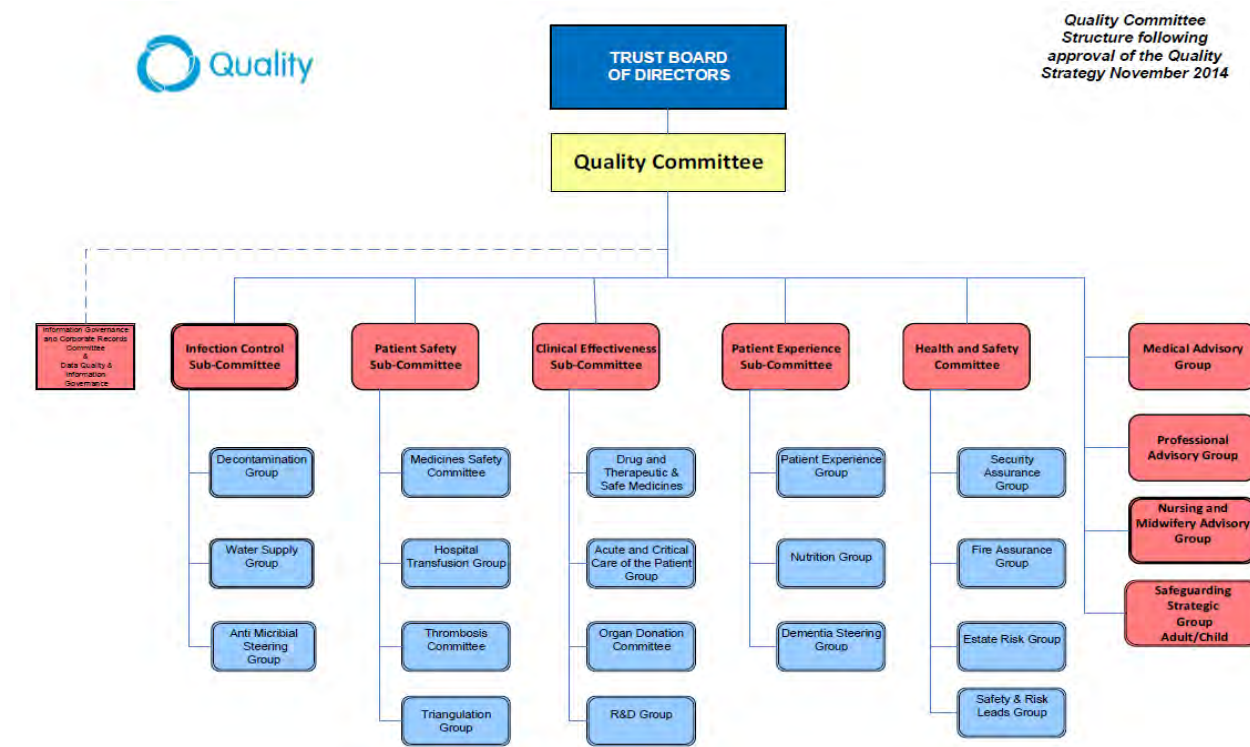 Quality
TRUST BOARD
OF DIRECTORS
Quality Committee
Structure following
approval of the Quality
Strategy November 2014
Quality Committee
Information Governance
and Corporate Records
Committee
&
Data Quality &
Information
Governance
Infection Control
Sub-Committee
Patient Safety
Sub-Committee
Clinical Effectiveness
Sub-Committee
Patient Experience
Sub-Committee
Health and Safety
Committee
Medical Advisory
Group
Professional
Advisory Group
Nursing and
Midwifery Advisory
Group
Safeguarding
Strategic
Group
Adult/Child
Decontamination
Group
Water Supply
Group
Anti Micribial
Steering
Group
Medicines Safety
Committee
Hospital
Transfusion Group
Thrombosis
Committee
Triangulation
Group
Drug and
Therapeutic &
Safe Medicines
Acute and Critical
Care of the Patient
Group
Organ Donation
Committee
R&D Group
Patient Experience
Group
Nutrition Group
Dementia Steering
Group
Security
Assurance
Group
Fire Assurance
Group
Estate Risk Group
Safety & Risk
Leads Group